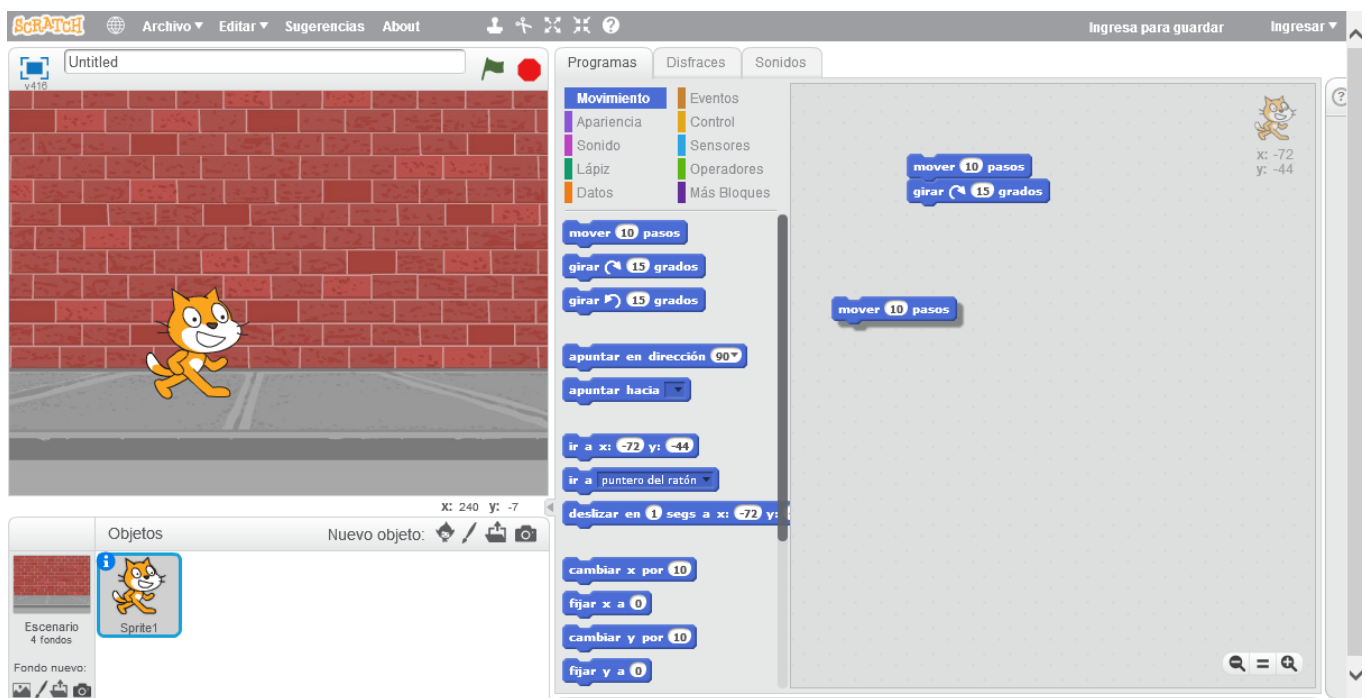 SCRATCH Archivo Editar Sugerencias About Ingresa para guardar Ingresar
Untitled
v416
Programas Disfraces Sonidos
Movimiento Eventos
Apariencia Control
Sonido Sensores
Lápiz Operadores
Datos Más Bloques
mover 10 pasos
girar 15 grados
girar 15 grados
apuntar en dirección 90
apuntar hacia
ir a x: -72 y: -44
ir a puntero del ratón
deslizar en 1 segs a x: -72 y:
cambiar x por 10
fijar x a 0
cambiar y por 10
fijar y a 0
mover 10 pasos
girar 15 grados
mover 10 pasos
x: -72
y: -44
X: 240 y: -7
Objetos Nuevo objeto:
Sprite1
Escenario
4 fondos
Fondo nuevo: